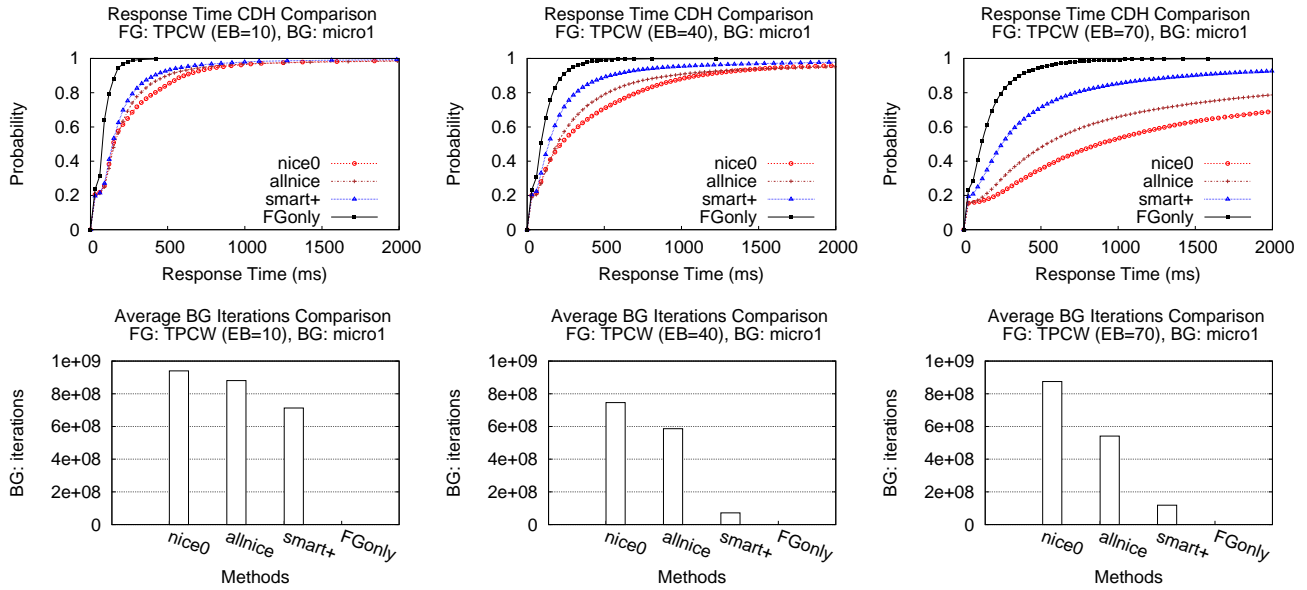 Response Time CDH Comparison
FG: TPCW (EB=10), BG: micro1
1
0.8
0.6
0.4
0.2
0
Probability
nice0
allnice
smart+
FGonly
0 500 1000 1500 2000
Response Time (ms)
Response Time CDH Comparison
FG: TPCW (EB=40), BG: micro1
1
0.8
0.6
0.4
0.2
0
Probability
nice0
allnice
smart+
FGonly
0 500 1000 1500 2000
Response Time (ms)
Response Time CDH Comparison
FG: TPCW (EB=70), BG: micro1
1
0.8
0.6
0.4
0.2
0
Probability
nice0
allnice
smart+
FGonly
0 500 1000 1500 2000
Response Time (ms)
Average BG Iterations Comparison
FG: TPCW (EB=10), BG: micro1
1e+09
8e+08
6e+08
4e+08
2e+08
0
BG: iterations
nice0 allnice smart+ FGonly
Methods
Average BG Iterations Comparison
FG: TPCW (EB=40), BG: micro1
1e+09
8e+08
6e+08
4e+08
2e+08
0
BG: iterations
nice0 allnice smart+ FGonly
Methods
Average BG Iterations Comparison
FG: TPCW (EB=70), BG: micro1
1e+09
8e+08
6e+08
4e+08
2e+08
0
BG: iterations
nice0 allnice smart+ FGonly
Methods